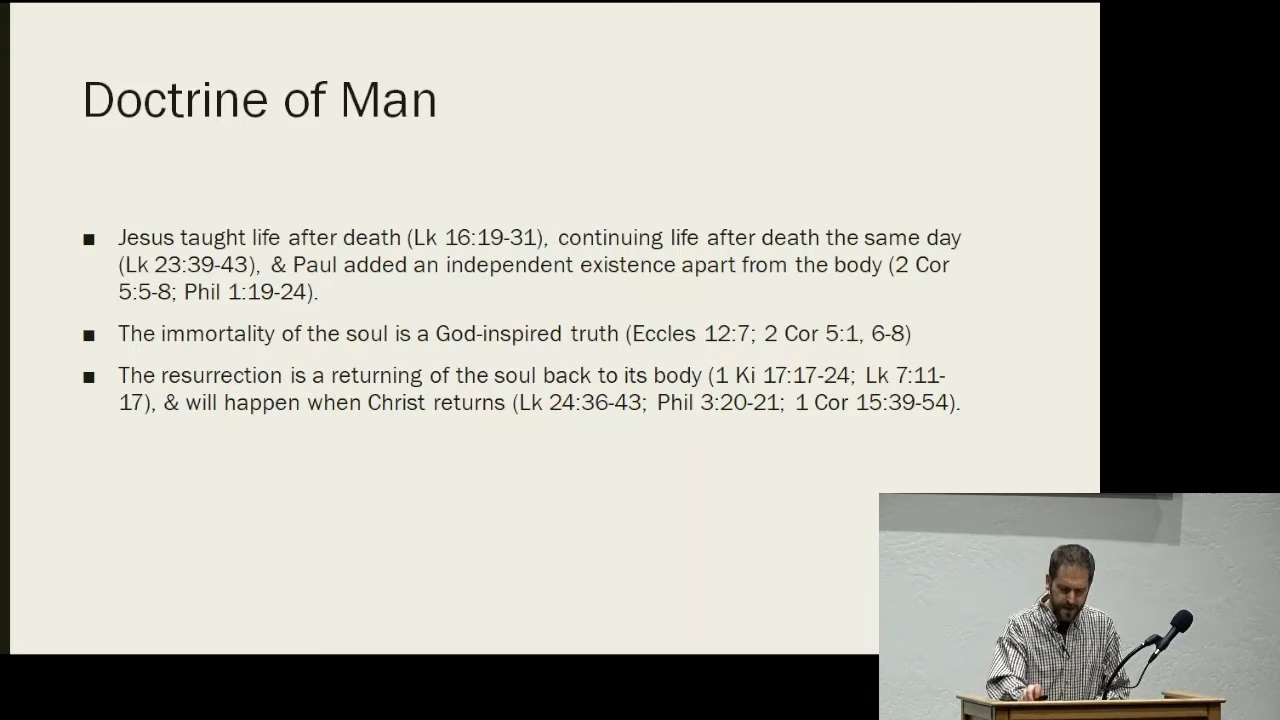 Doctrine of Man
■ Jesus taught life after death (Lk 16:19-31), continuing life after death the same day
(Lk 23:39-43), & Paul added an independent existence apart from the body (2 Cor
5:5-8; Phil 1:19-24).
■ The immortality of the soul is a God-inspired truth (Eccles 12:7; 2 Cor 5:1, 6-8)
■ The resurrection is a returning of the soul back to its body (1 Ki 17:17-24; Lk 7:11-
17), & will happen when Christ returns (Lk 24:36-43; Phil 3:20-21; 1 Cor 15:39-54).